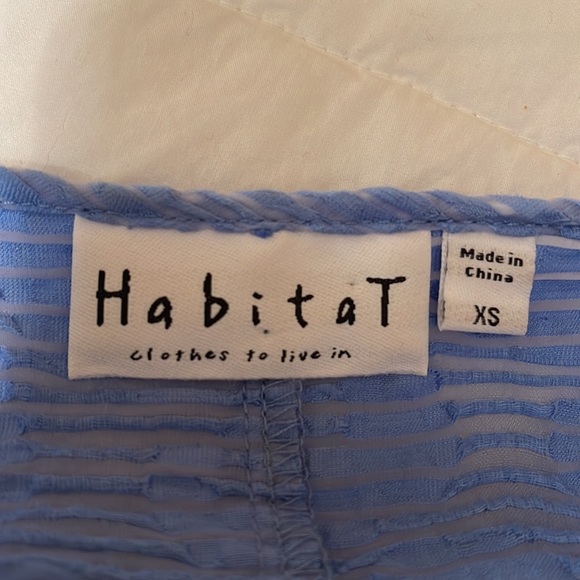 HabitaT
clothes to live in
Made in
China
XS